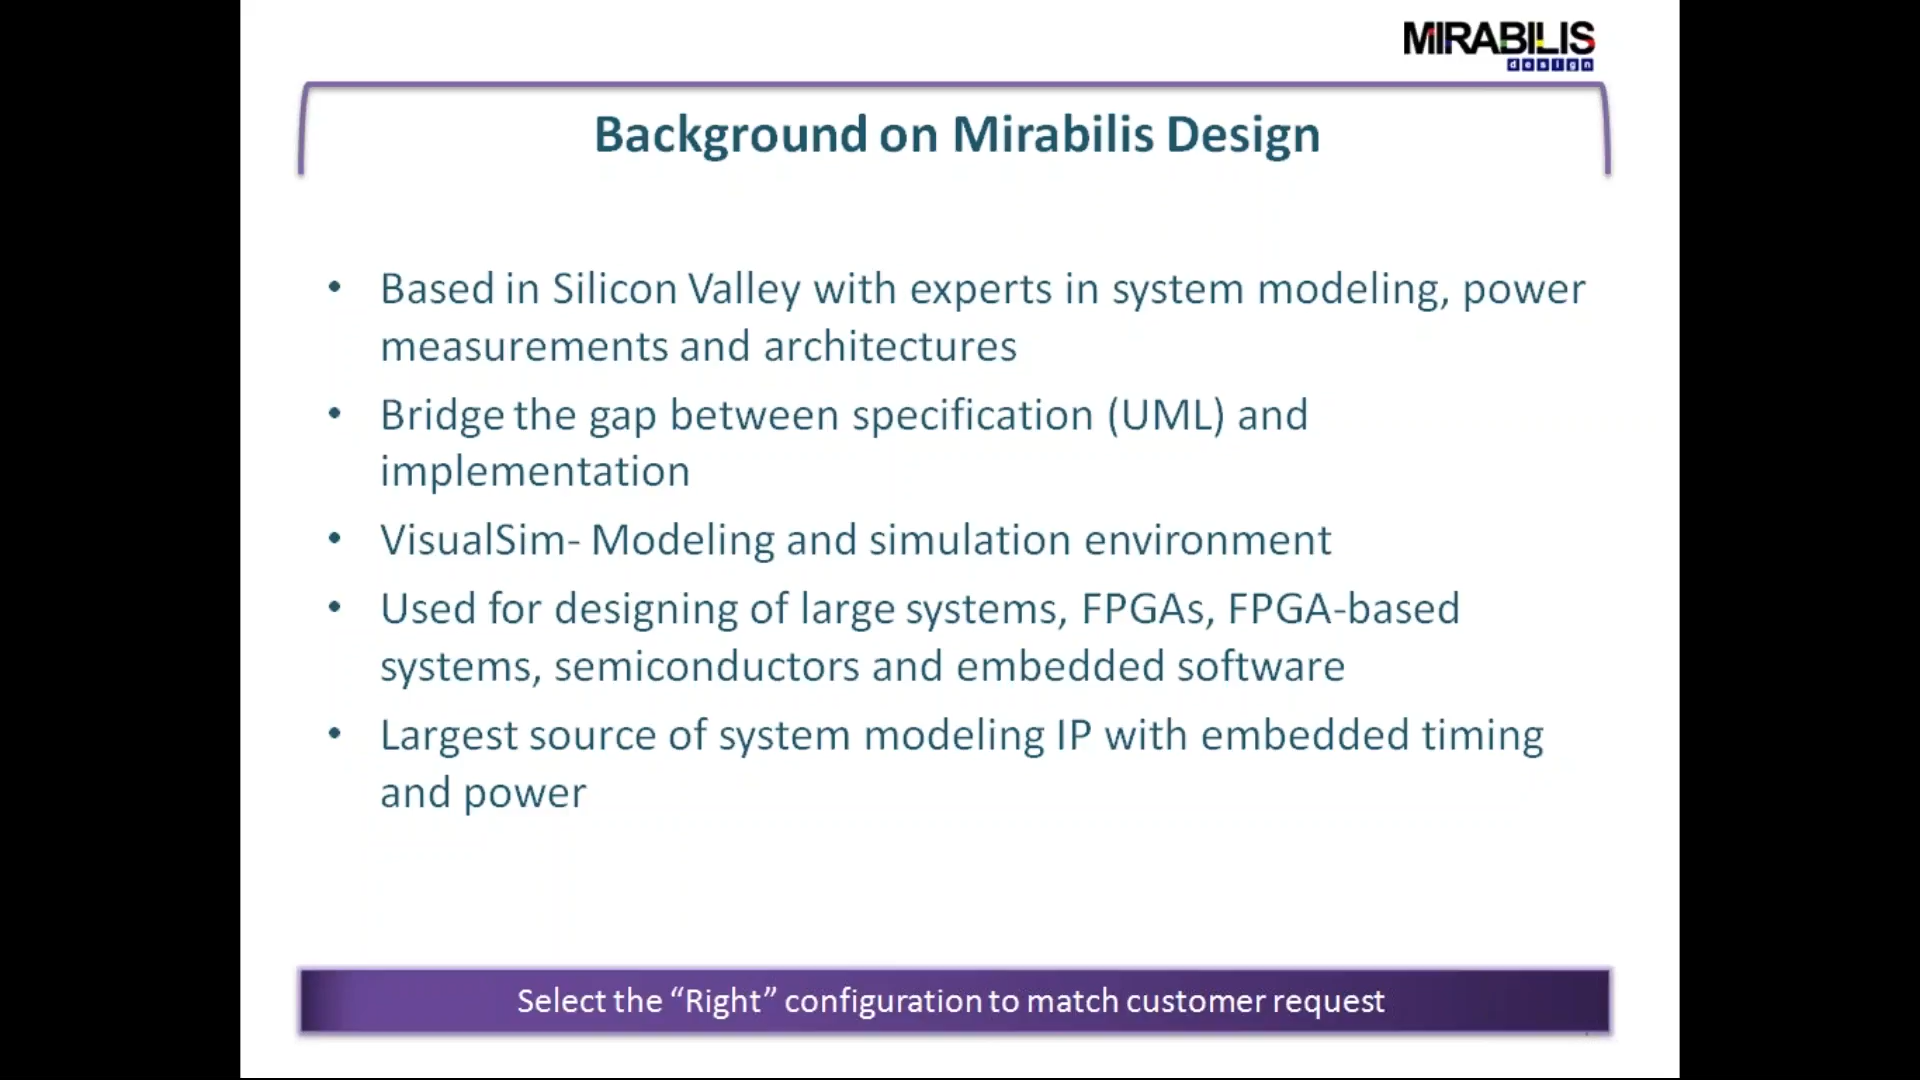 MIRABILIS
design
Background on Mirabilis Design
• Based in Silicon Valley with experts in system modeling, power
measurements and architectures
• Bridge the gap between specification (UML) and
implementation
• VisualSim- Modeling and simulation environment
• Used for designing of large systems, FPGAs, FPGA-based
systems, semiconductors and embedded software
• Largest source of system modeling IP with embedded timing
and power
Select the “Right” configuration to match customer request